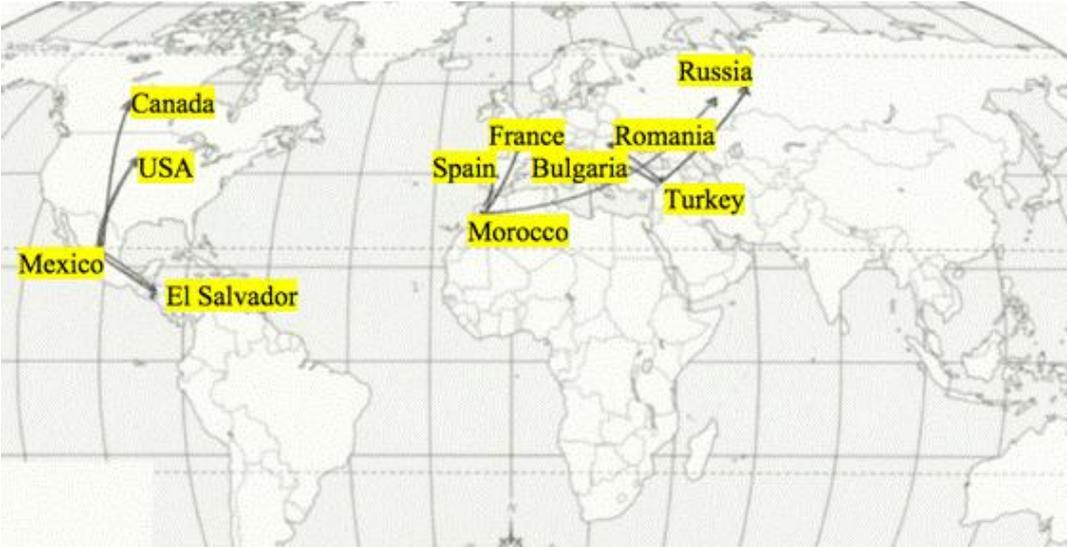 Russia
Canada
France
Romania
USA
Spain
Bulgaria
Turkey
Morocco
Mexico
El Salvador